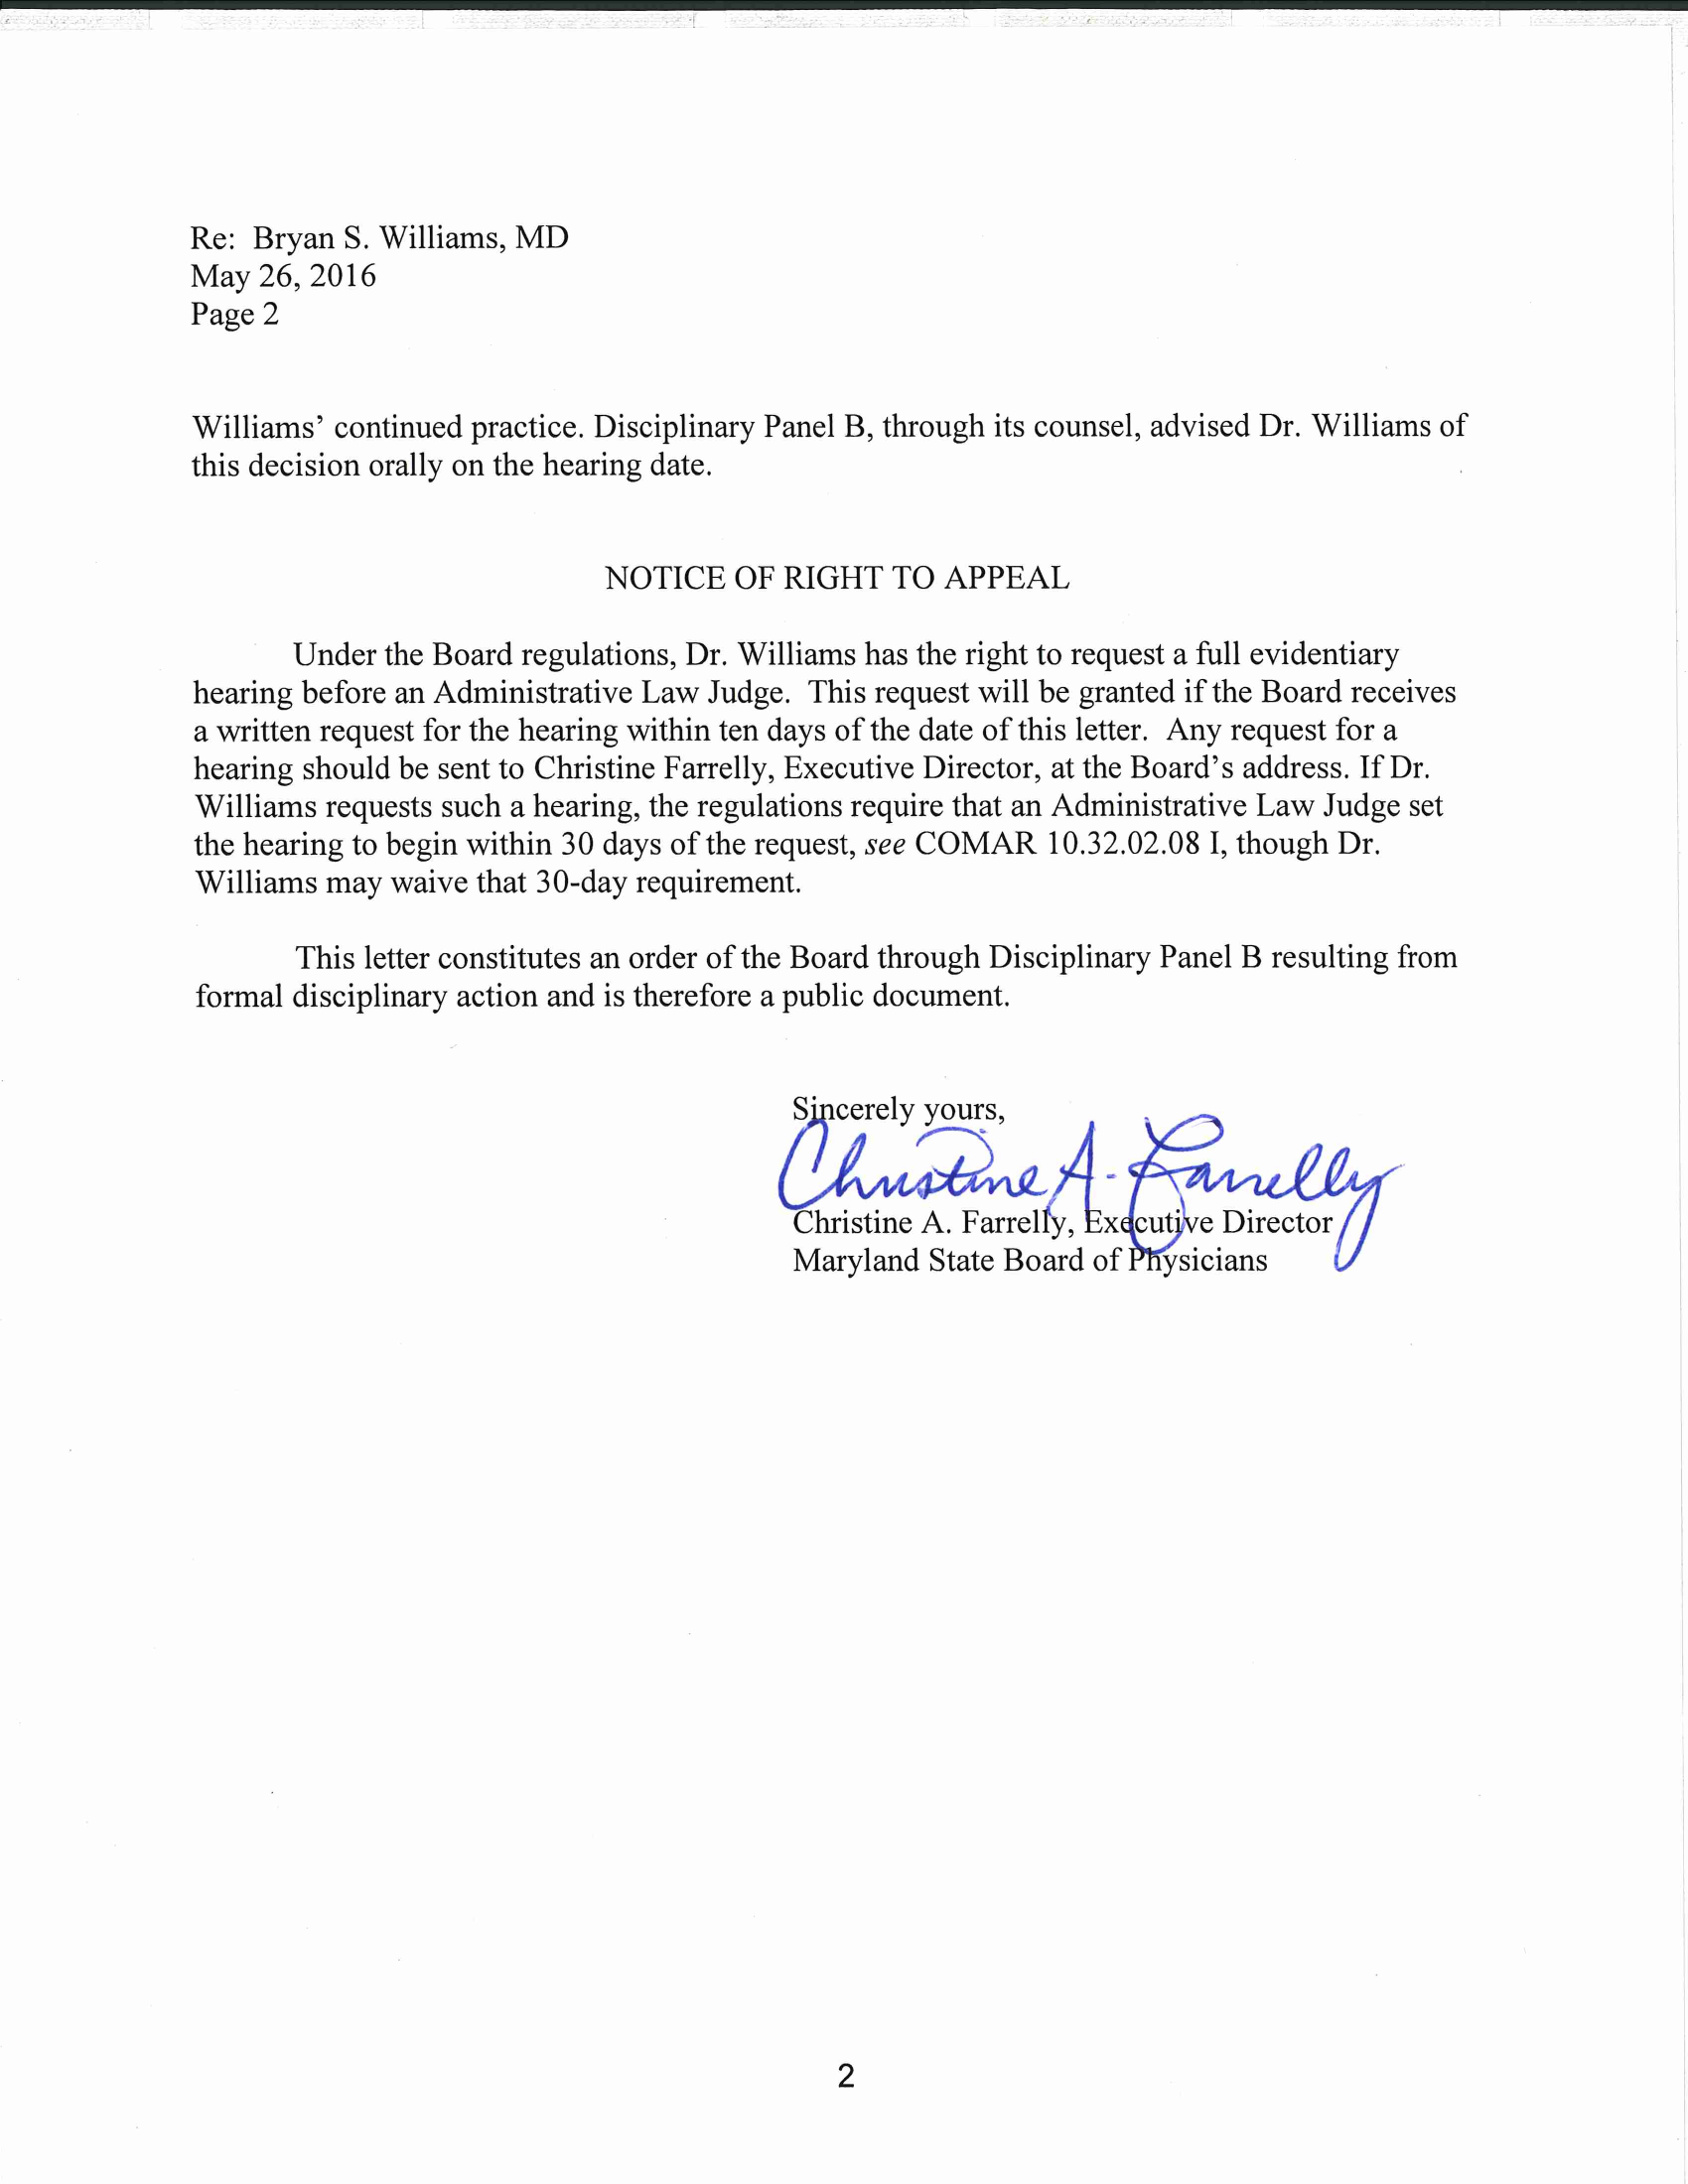 Re: Bryan S. Williams, MD
May 26, 2016
Page 2
Williams’ continued practice. Disciplinary Panel B, through its counsel, advised Dr. Williams of
this decision orally on the hearing date.
NOTICE OF RIGHT TO APPEAL
Under the Board regulations, Dr. Williams has the right to request a full evidentiary
hearing before an Administrative Law Judge. This request will be granted if the Board receives
a written request for the hearing within ten days of the date of this letter. Any request for a
hearing should be sent to Christine Farrelly, Executive Director, at the Board’s address. If Dr.
Williams requests such a hearing, the regulations require that an Administrative Law Judge set
the hearing to begin within 30 days of the request, see COMAR 10.32.02.08 I, though Dr.
Williams may waive that 30-day requirement.
This letter constitutes an order of the Board through Disciplinary Panel B resulting from
formal disciplinary action and is therefore a public document.
Sincerely yours,
Christine A. Farrelly
Christine A. Farrelly, Executive Director
Maryland State Board of Physicians
2